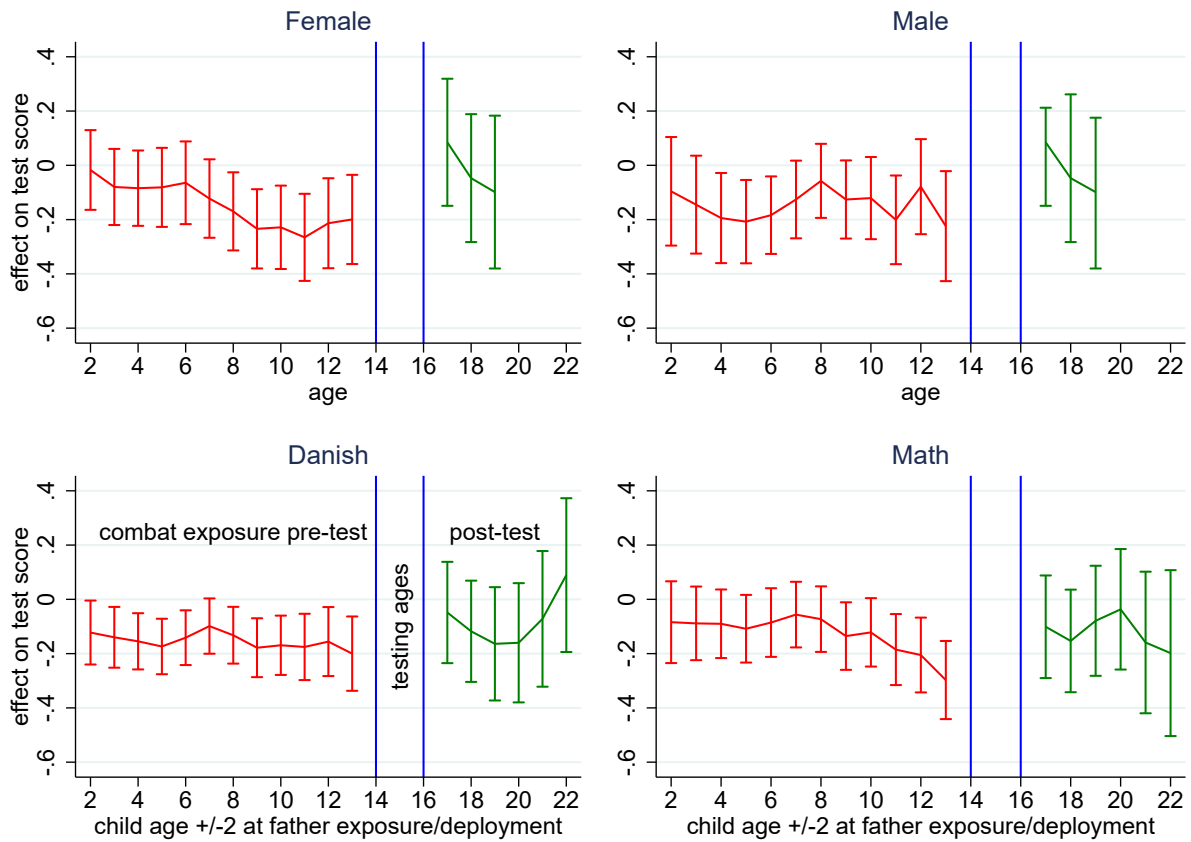 Female
Male
effect on test score
.4
.2
0
-.2
-.4
-.6
2 4 6 8 10 12 14 16 18 20 22
age
.4
.2
0
-.2
-.4
-.6
2 4 6 8 10 12 14 16 18 20 22
age
Danish
Math
effect on test score
.4
.2
0
-.2
-.4
-.6
combat exposure pre-test
testing ages
post-test
2 4 6 8 10 12 14 16 18 20 22
child age +/-2 at father exposure/deployment
.4
.2
0
-.2
-.4
-.6
2 4 6 8 10 12 14 16 18 20 22
child age +/-2 at father exposure/deployment